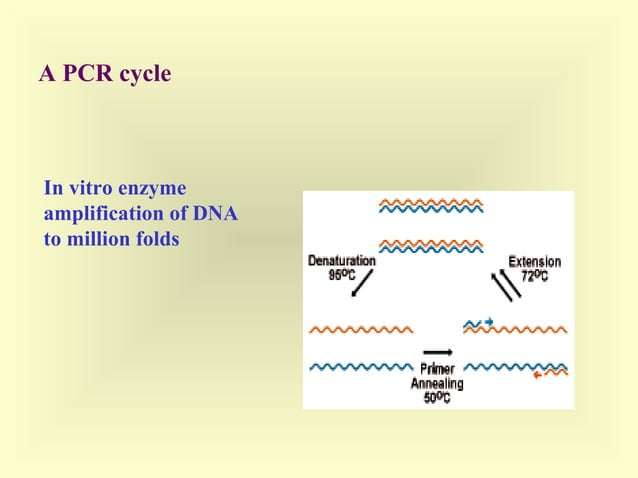 A PCR cycle
In vitro enzyme
amplification of DNA
to million folds
Denaturation
95ºC
Extension
72ºC
Primer
Annealing
50ºC